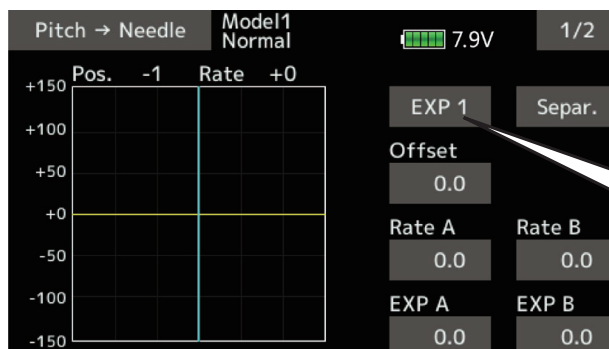 Pitch → Needle Model1 7.9V 1/2
Normal
Pos. -1 Rate +0
+150
+100
+50
+0
-50
-100
-150
EXP 1 Separ.
Offset
0.0
Rate A Rate B
0.0 0.0
EXP A EXP B
0.0 0.0